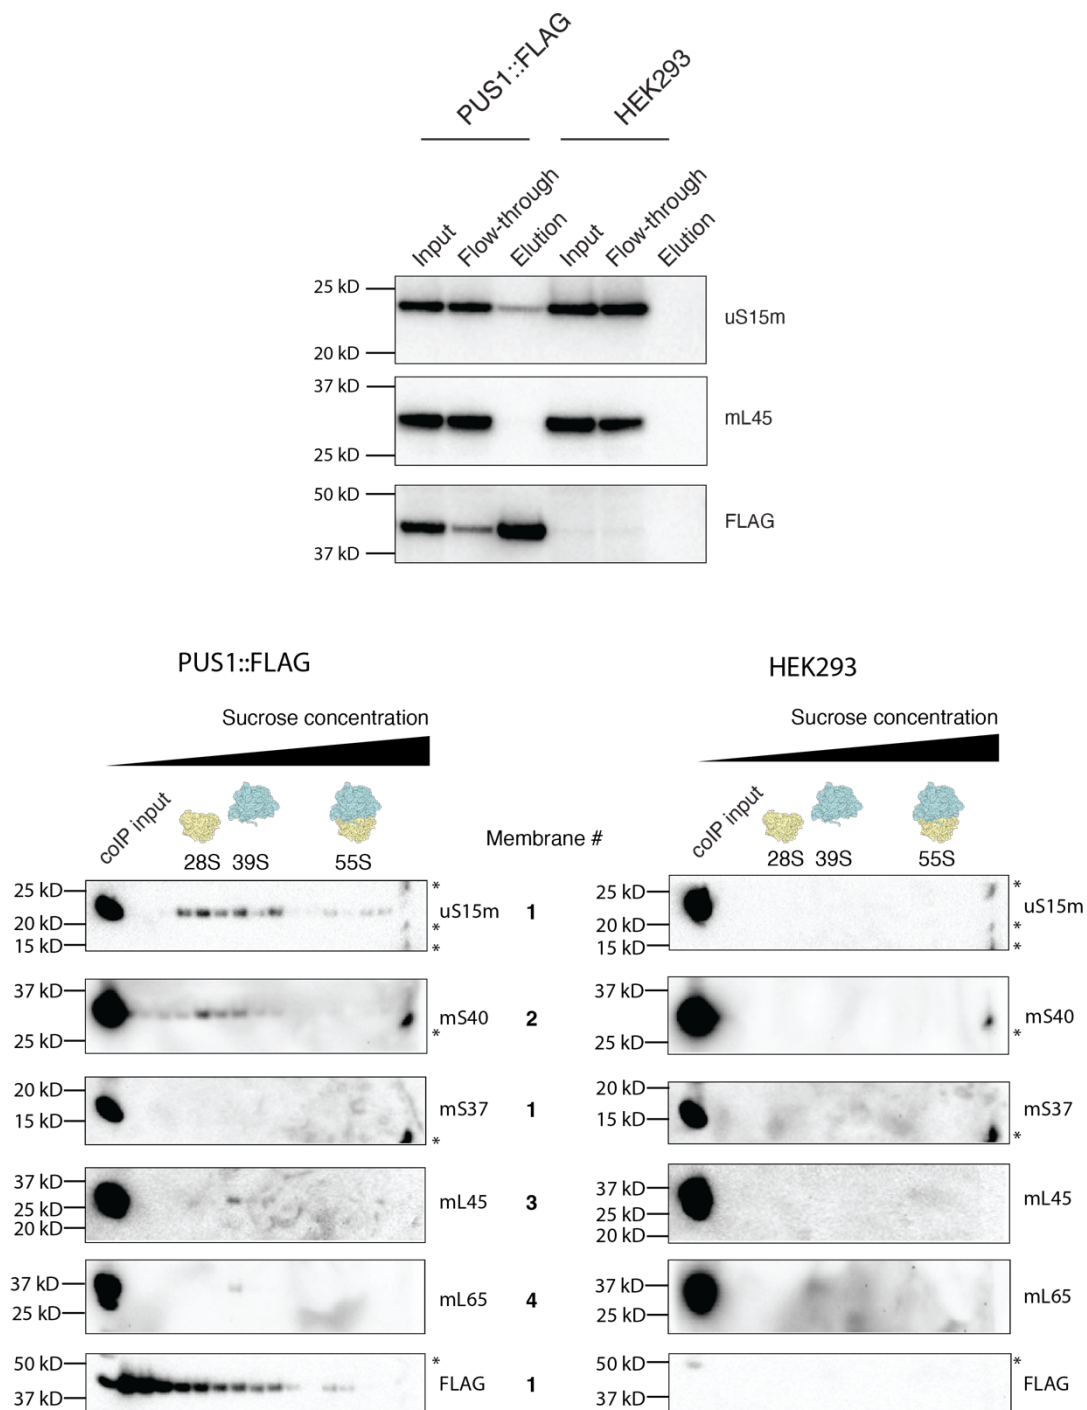 PUS1::FLAG
HEK293
Input
Flow-through
Elution
Input
Flow-through
Elution
25 kD
uS15m
20 kD
37 kD
mL45
25 kD
50 kD
FLAG
37 kD
PUS1::FLAG
HEK293
Sucrose concentration
Sucrose concentration
coIP input
28S 39S 55S
Membrane #
coIP input
28S 39S 55S
25 kD *
uS15m 1
20 kD *
15 kD *
25 kD *
uS15m
20 kD *
15 kD *
37 kD
mS40 2
25 kD *
37 kD
mS40
25 kD *
20 kD
mS37 1
15 kD
*
20 kD
mS37
15 kD
*
37 kD
mL45 3
25 kD
20 kD
37 kD
mL45
25 kD
20 kD
37 kD
mL65 4
25 kD
37 kD
mL65
25 kD
50 kD *
FLAG 1
37 kD
50 kD *
FLAG
37 kD